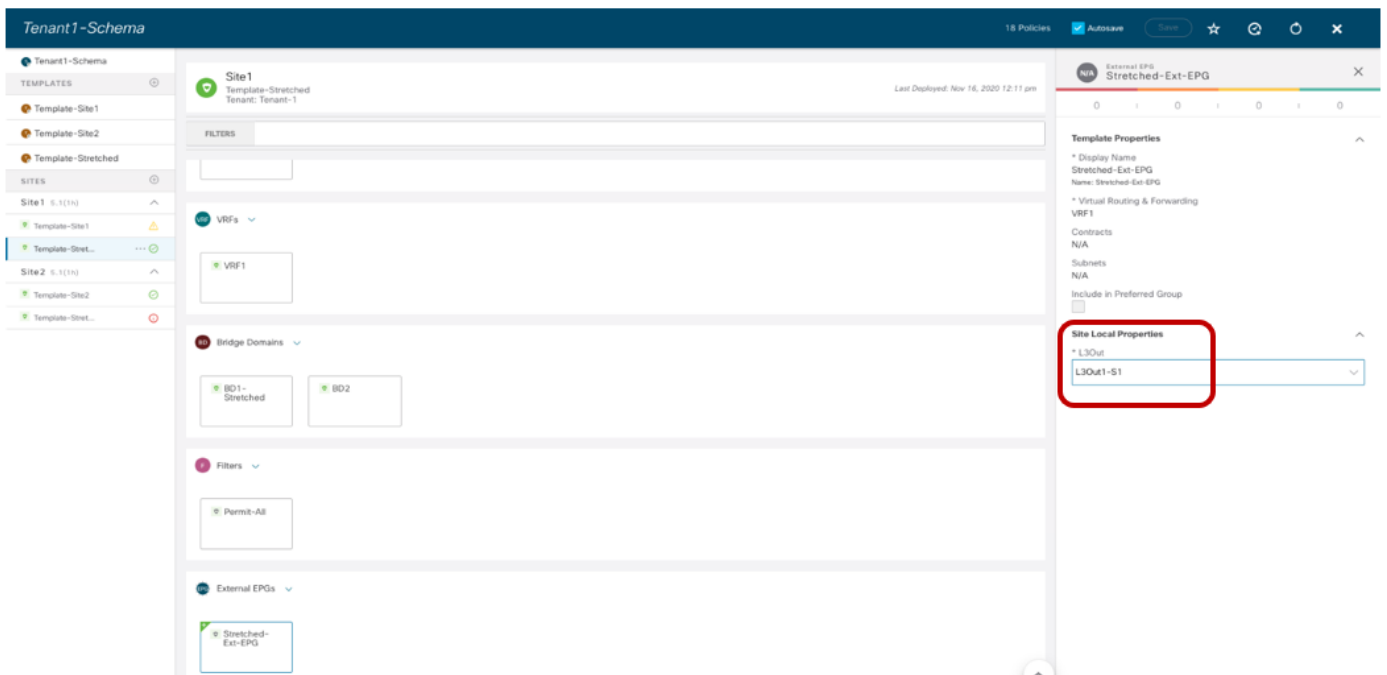 Tenant1-Schema
18 Policies
Autosave
Save
Tenant1-Schema
TEMPLATES
Template-Site1
Template-Site2
Template-Stretched
SITES
Site1 5.1(1h)
Template-Site1
Template-Stret...
Site2 5.1(1h)
Template-Site2
Template-Stret...
Site1
Template-Stretched
Tenant: Tenant-1
Last Deployed: Nov 16, 2020 12:11 pm
FILTERS
VRF VRFs
VRF1
BD Bridge Domains
BD1-
Stretched
BD2
F Filters
Permit-All
EPG External EPGs
Stretched-
Ext-EPG
N/A
External EPG
Stretched-Ext-EPG
0 0 0 0
Template Properties
* Display Name
Stretched-Ext-EPG
Name: Stretched-Ext-EPG
* Virtual Routing & Forwarding
VRF1
Contracts
N/A
Subnets
N/A
Include in Preferred Group
Site Local Properties
* L3Out
L3Out1-S1